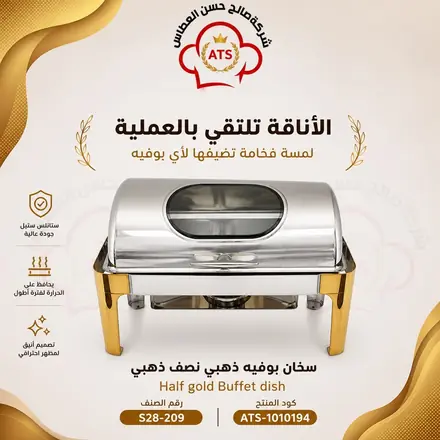 شركة صالح حسن العطاس
ATS
الأناقة تلتقي بالعملية
لمسة فخامة تضيفها لأي بوفيه
ستانلس ستيل
جودة عالية
يحافظ على
الحرارة لفترة أطول
تصميم أنيق
لمظهر احترافي
سخان بوفيه ذهبي نصف ذهبي
Half gold Buffet dish
كود المنتج
ATS-1010194
رقم الصنف
S28-209